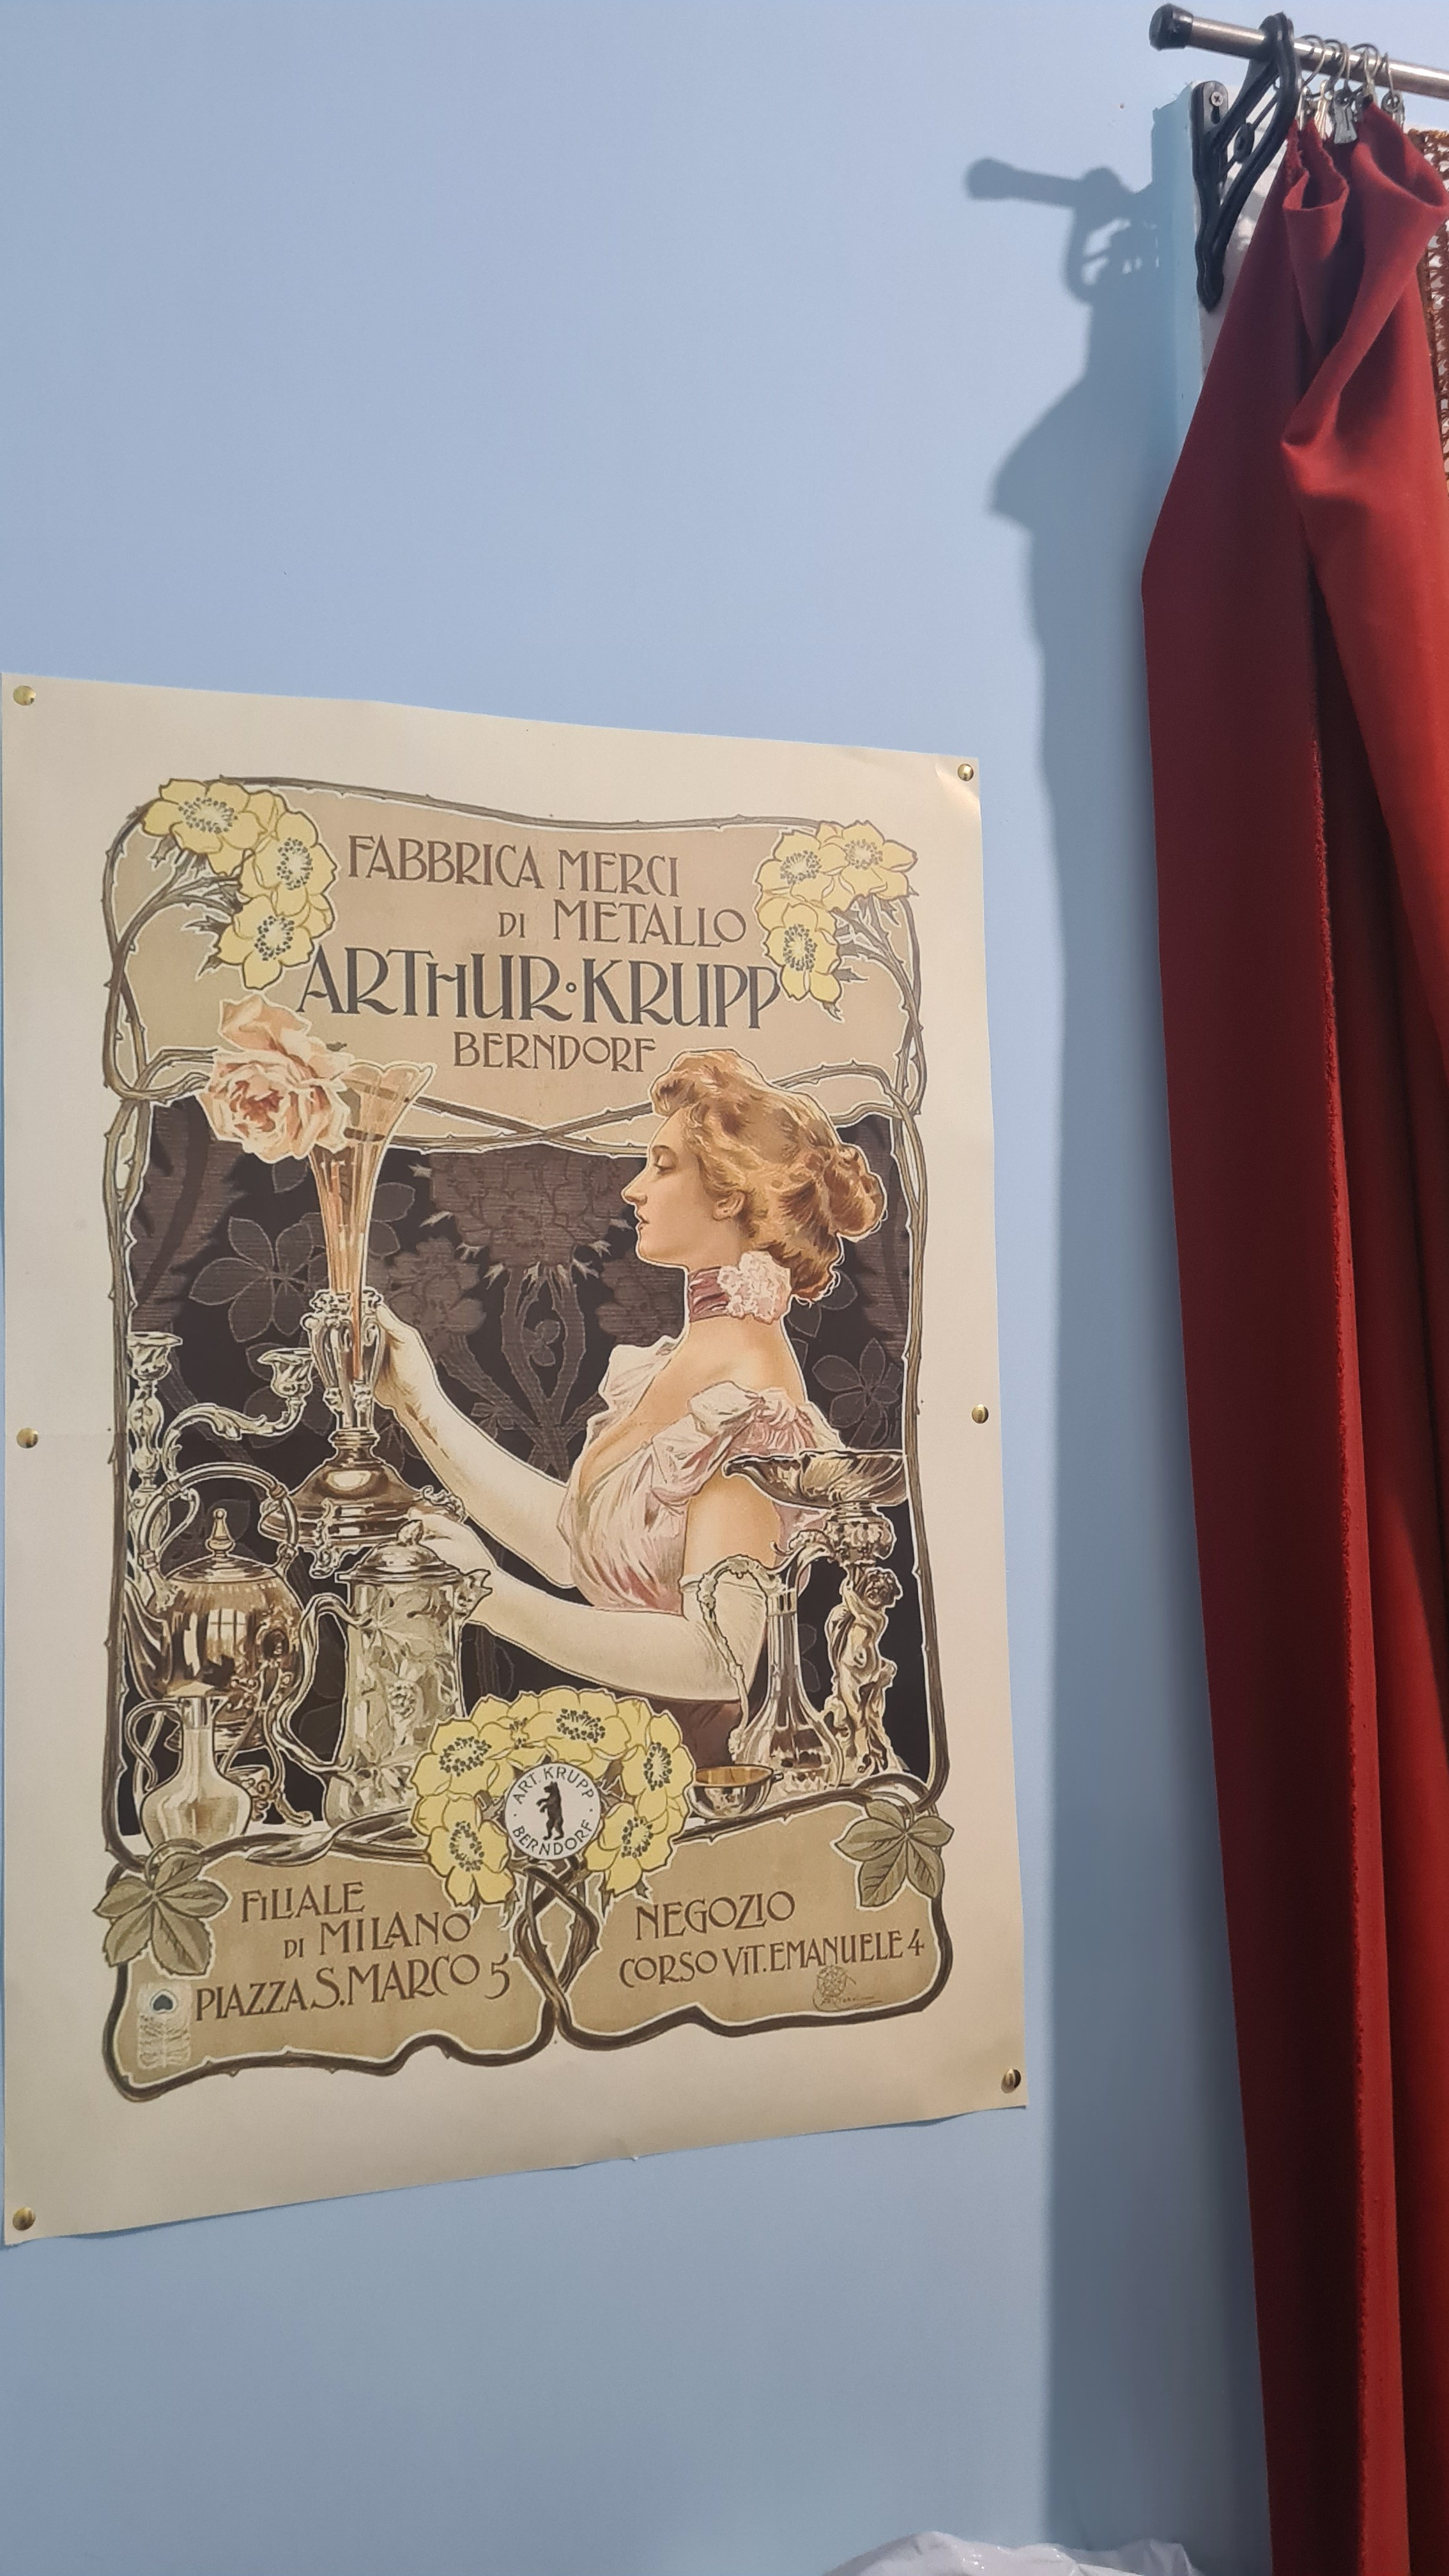 FABBRICA MERCI
DI METALLO
ARTHUR·KRUPP
BERNDORF
ART. KRUPP
BERNDORF
FILIALE
DI MILANO
PIAZZA S. MARCO 5
NEGOZIO
CORSO VIT. EMANUELE 4